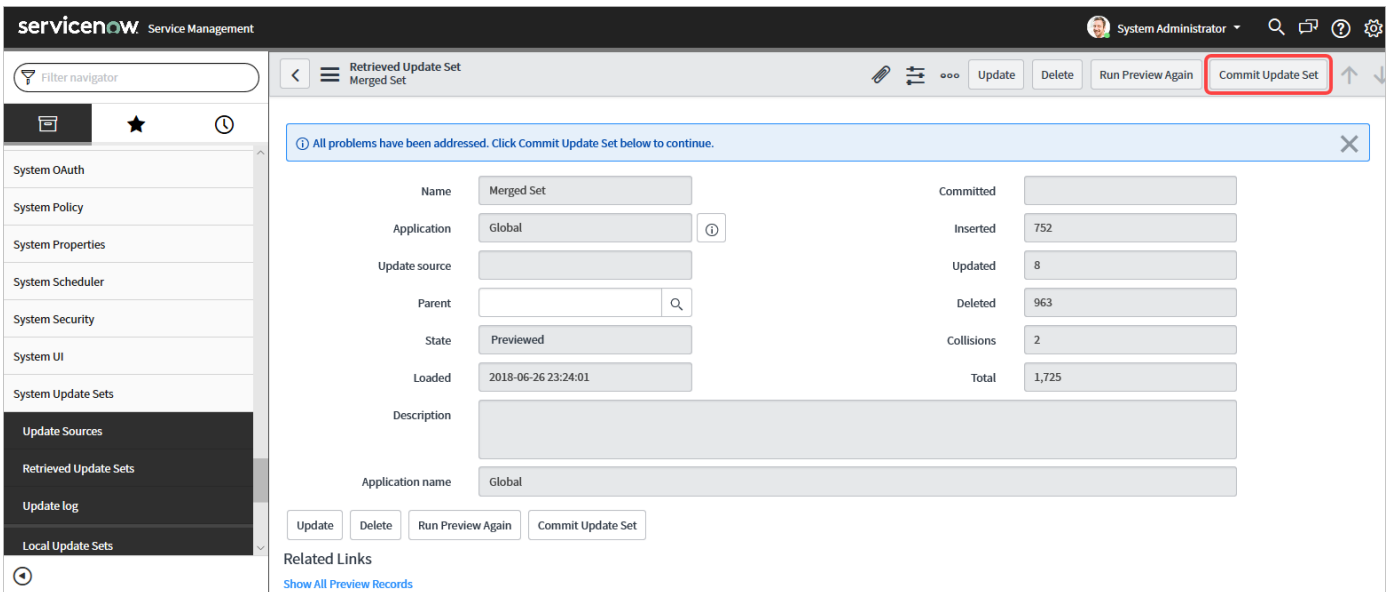 servicenow Service Management
System Administrator
Filter navigator
System OAuth
System Policy
System Properties
System Scheduler
System Security
System UI
System Update Sets
Update Sources
Retrieved Update Sets
Update log
Local Update Sets
Retrieved Update Set
Merged Set
Update Delete Run Preview Again Commit Update Set
All problems have been addressed. Click Commit Update Set below to continue.
Name Merged Set
Application Global
Update source
Parent
State Previewed
Loaded 2018-06-26 23:24:01
Committed
Inserted 752
Updated 8
Deleted 963
Collisions 2
Total 1,725
Description
Application name Global
Update Delete Run Preview Again Commit Update Set
Related Links
Show All Preview Records